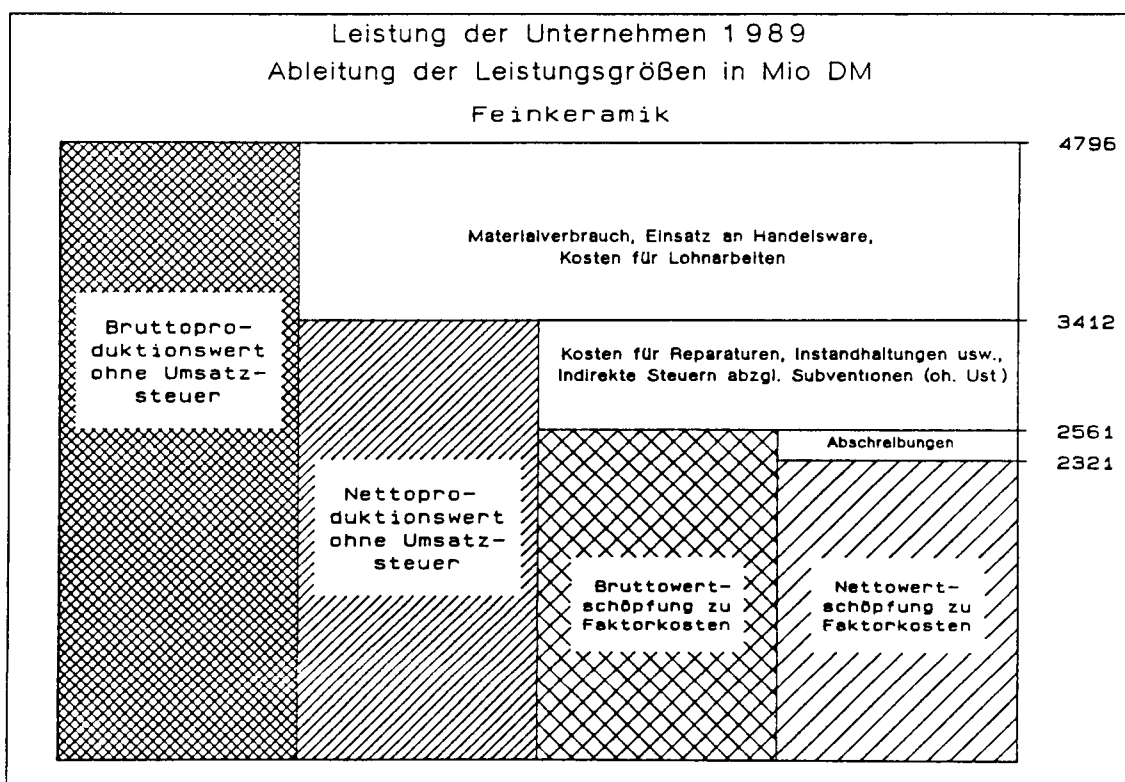 Leistung der Unternehmen 1989
Ableitung der Leistungsgrößen in Mio DM
Feinkeramik
4796
Materialverbrauch, Einsatz an Handelsware,
Kosten für Lohnarbeiten
Bruttopro-
duktionswert
ohne Umsatz-
steuer
3412
Kosten für Reparaturen, Instandhaltungen usw.,
Indirekte Steuern abzgl. Subventionen (oh. Ust)
2561
Abschreibungen
2321
Nettopro-
duktionswert
ohne Umsatz-
steuer
Bruttowert-
schöpfung zu
Faktorkosten
Nettowert-
schöpfung zu
Faktorkosten